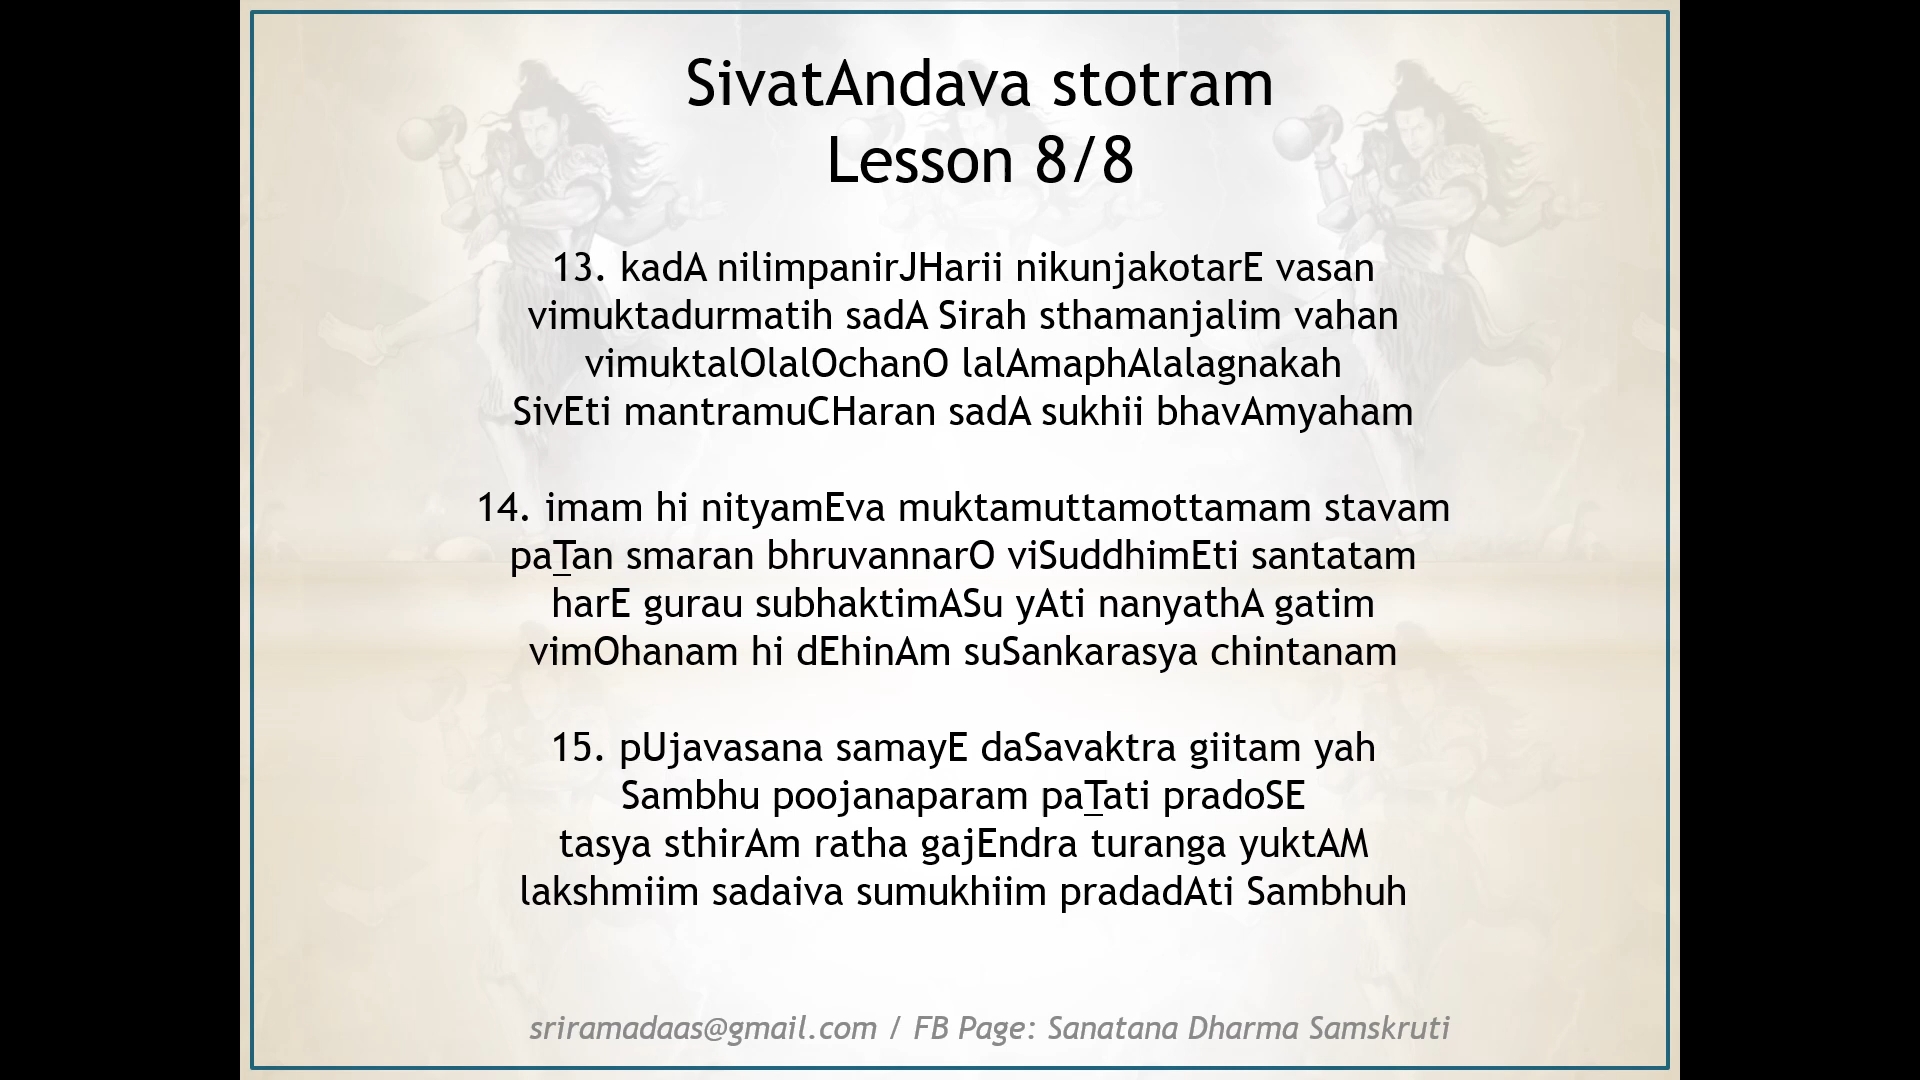 SivatAndava stotram
Lesson 8/8
13. kadA nilimpanirJHarii nikunjakotarE vasan
vimuktadurmatih sadA Sirah sthamanjalim vahan
vimuktalOlalOchanO lalAmaphAlalagnakah
SivEti mantramuCHaran sadA sukhii bhavAmyaham
14. imam hi nityamEva muktamuttamottamam stavam
paTan smaran bhruvannarO viSuddhimEti santatam
harE gurau subhaktimASu yAti nanyathA gatim
vimOhanam hi dEhinAm suSankarasya chintanam
15. pUjavasana samayE daSavaktra giitam yah
Sambhu poojanaparam paTati pradoSE
tasya sthirAm ratha gajEndra turanga yuktAM
lakshmiim sadaiva sumukhiim pradadAti Sambhuh
sriramadaas@gmail.com / FB Page: Sanatana Dharma Samskruti